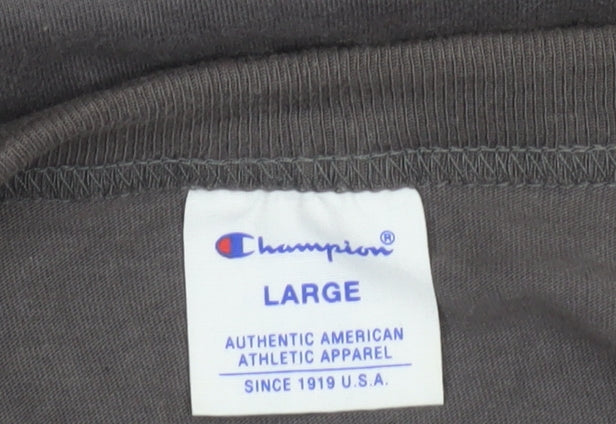 Champion®
LARGE
AUTHENTIC AMERICAN
ATHLETIC APPAREL
SINCE 1919 U.S.A.